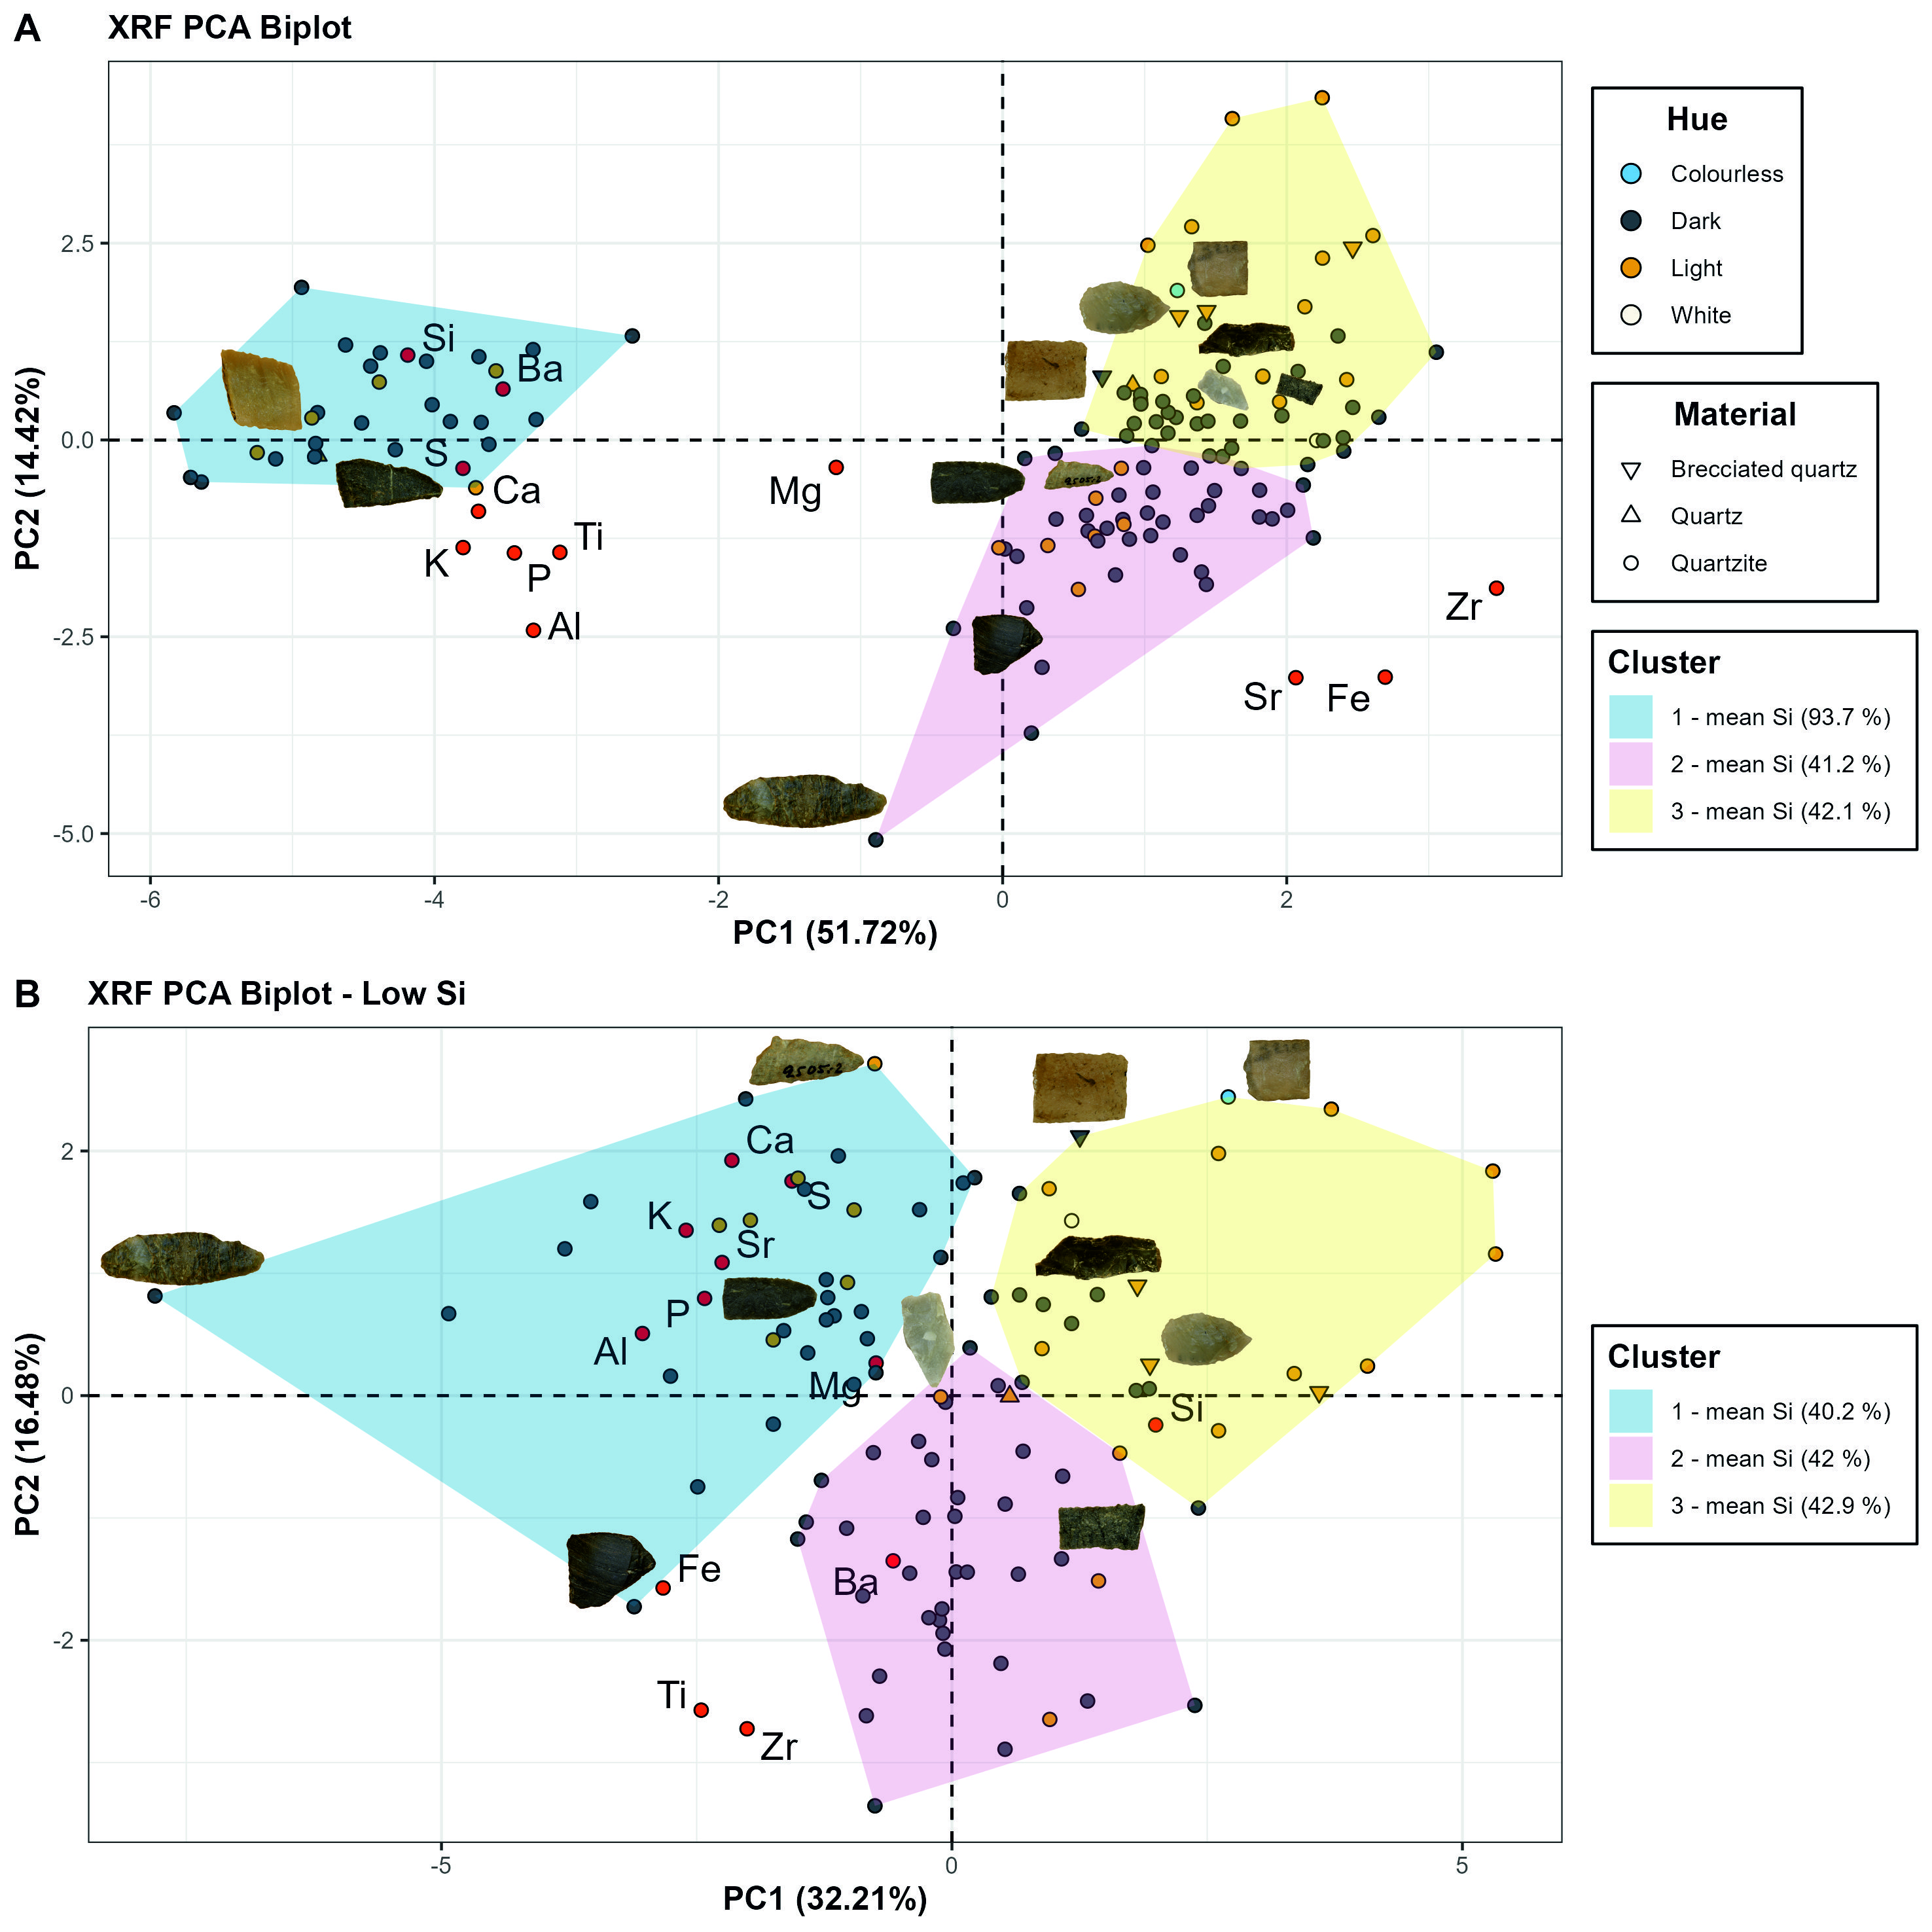 A
XRF PCA Biplot
PC2 (14.42%)
2.5
0.0
-2.5
-5.0
Si
Ba
S
Ca
K
P
Ti
Al
Mg
9505:2
Zr
Sr
Fe
-6
-4
-2
0
2
PC1 (51.72%)
Hue
Colourless
Dark
Light
White
Material
Brecciated quartz
Quartz
Quartzite
Cluster
1 - mean Si (93.7 %)
2 - mean Si (41.2 %)
3 - mean Si (42.1 %)
B
XRF PCA Biplot - Low Si
PC2 (16.48%)
2
0
-2
9505:2
Ca
S
K
Sr
P
Al
Mg
Si
Fe
Ba
Ti
Zr
-5
0
5
PC1 (32.21%)
Cluster
1 - mean Si (40.2 %)
2 - mean Si (42 %)
3 - mean Si (42.9 %)